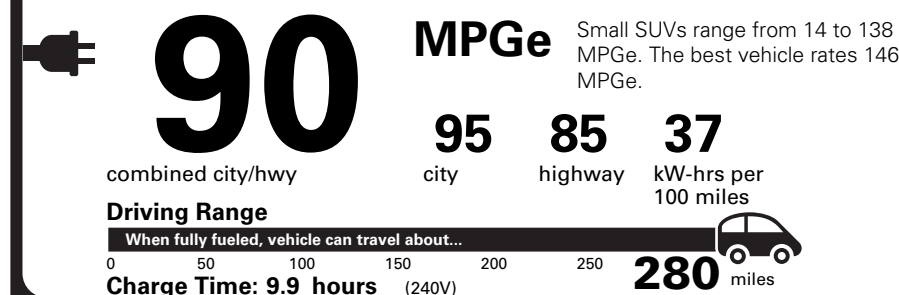 90
MPGe
Small SUVs range from 14 to 138
MPGe. The best vehicle rates 146
MPGe.
combined city/hwy
95
city
85
highway
37
kW-hrs per
100 miles
Driving Range
When fully fueled, vehicle can travel about...
0 50 100 150 200 250 280 miles
Charge Time: 9.9 hours (240V)